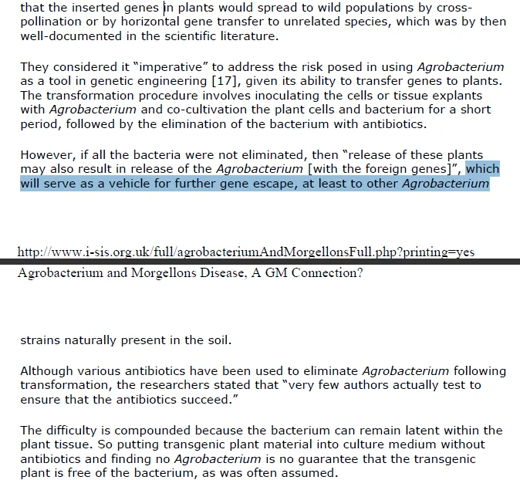 that the inserted genes in plants would spread to wild populations by cross-
pollination or by horizontal gene transfer to unrelated species, which was by then
well-documented in the scientific literature.
They considered it “imperative” to address the risk posed in using Agrobacterium
as a tool in genetic engineering [17], given its ability to transfer genes to plants.
The transformation procedure involves inoculating the cells or tissue explants
with Agrobacterium and co-cultivation the plant cells and bacterium for a short
period, followed by the elimination of the bacterium with antibiotics.
However, if all the bacteria were not eliminated, then “release of these plants
may also result in release of the Agrobacterium [with the foreign genes]”, which
will serve as a vehicle for further gene escape, at least to other Agrobacterium
http://www.i-sis.org.uk/full/agrobacteriumAndMorgellonsFull.php?printing=yes
Agrobacterium and Morgellons Disease, A GM Connection?
strains naturally present in the soil.
Although various antibiotics have been used to eliminate Agrobacterium following
transformation, the researchers stated that “very few authors actually test to
ensure that the antibiotics succeed.”
The difficulty is compounded because the bacterium can remain latent within the
plant tissue. So putting transgenic plant material into culture medium without
antibiotics and finding no Agrobacterium is no guarantee that the transgenic
plant is free of the bacterium, as was often assumed.